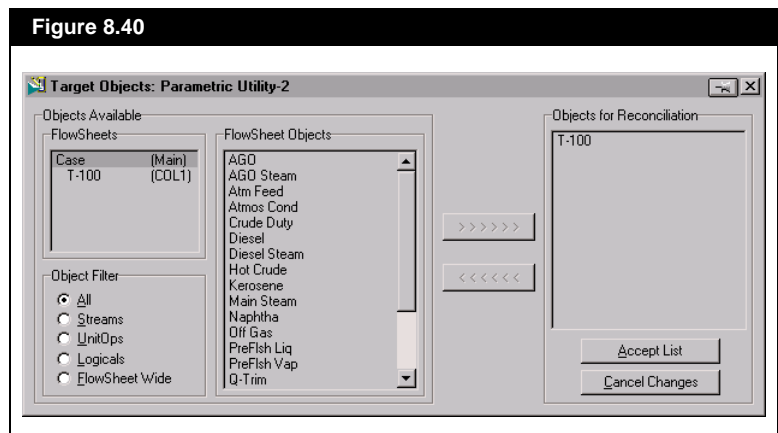 Figure 8.40
Target Objects: Parametric Utility-2
Objects Available
FlowSheets
Case (Main)
T-100 (COL1)
Object Filter
All
Streams
UnitOps
Logicals
FlowSheet Wide
FlowSheet Objects
AGO
AGO Steam
Atm Feed
Atmos Cond
Crude Duty
Diesel
Diesel Steam
Hot Crude
Kerosene
Main Steam
Naphtha
Off Gas
PreFlsh Liq
PreFlsh Vap
Q-Trim
>>>>>>
<<<<<<
Objects for Reconciliation
T-100
Accept List
Cancel Changes